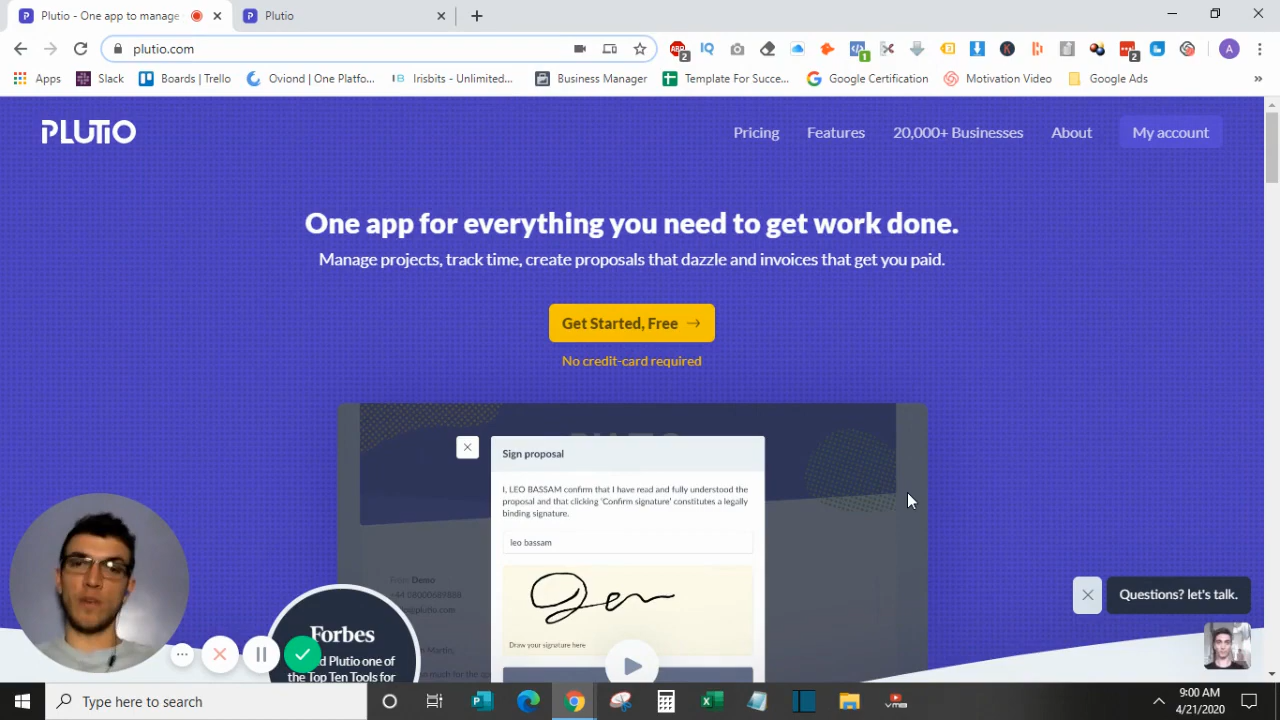 Plutio - One app to manage
Plutio
plutio.com
2
IQ
1
2
A
Apps
Slack
Boards | Trello
Oviond | One Platfo...
Irisbits - Unlimited...
Business Manager
Template For Succe...
Google Certification
Motivation Video
Google Ads
PLUTIO
Pricing
Features
20,000+ Businesses
About
My account
One app for everything you need to get work done.
Manage projects, track time, create proposals that dazzle and invoices that get you paid.
Get Started, Free →
No credit-card required
Sign proposal
I, LEO BASSAM confirm that I have read and fully understood the
proposal and that clicking 'Confirm signature' constitutes a legally
binding signature.
leo bassam
Draw your signature here
Demo
Martin,
Forbes
d Plutio one of
the Top Ten Tools for
Questions? let's talk.
Type here to search
9:00 AM
4/21/2020